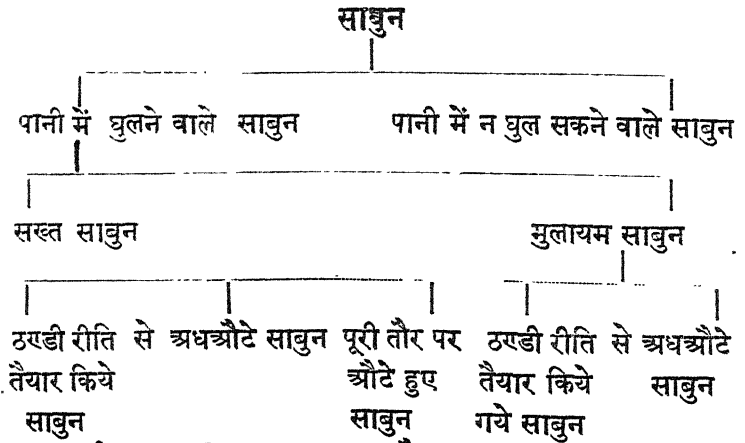 साबुन
पानी में घुलने वाले साबुन पानी में न घुल सकने वाले साबुन
सख्त साबुन मुलायम साबुन
ठण्डी रीति से अधऔटे साबुन पूरी तौर पर ठण्डी रीति से अधऔटे
तैयार किये औटे हुए तैयार किये साबुन
साबुन साबुन गये साबुन